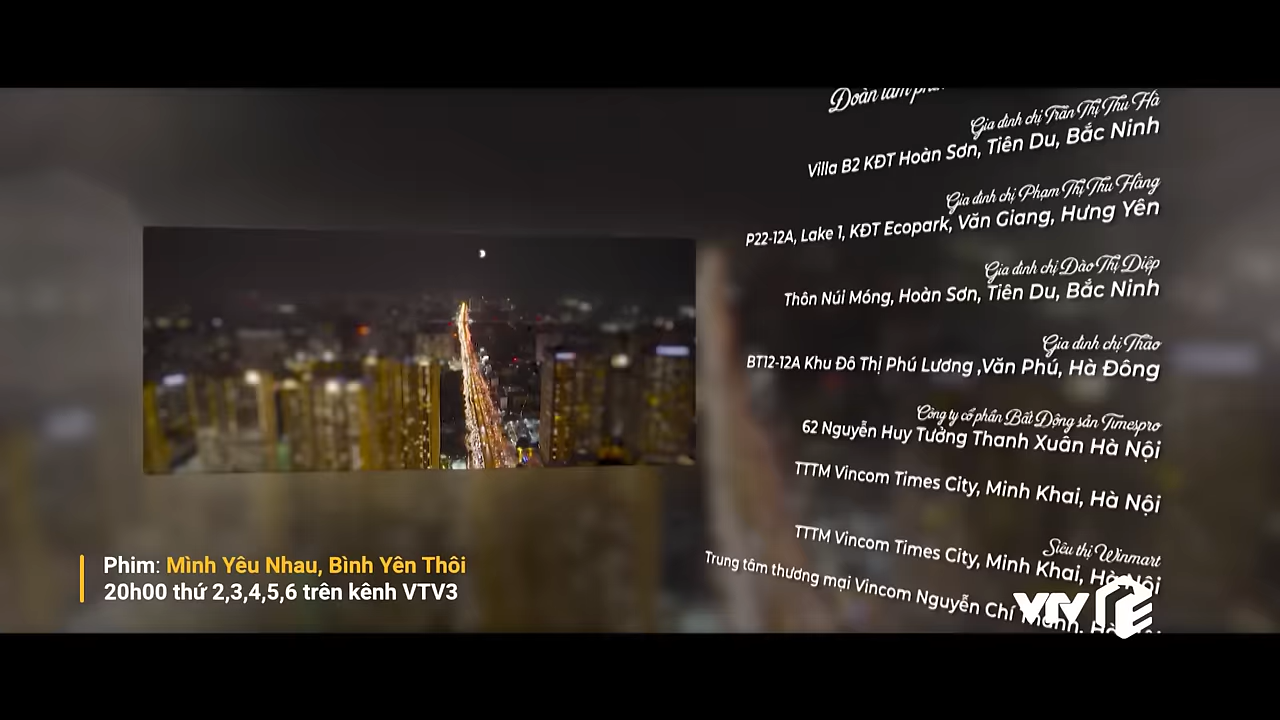 Đoàn làm
Gia đình chị Trần Thị Thu Hà
Villa B2 KĐT Hoàn Sơn, Tiên Du, Bắc Ninh
Gia đình chị Phạm Thị Thu Hằng
P22-12A, Lake 1, KĐT Ecopark, Văn Giang, Hưng Yên
Gia đình chị Đào Thị Diệp
Thôn Núi Móng, Hoàn Sơn, Tiên Du, Bắc Ninh
Gia đình chị Thảo
BT12-12A Khu Đô Thị Phú Lương ,Văn Phú, Hà Đông
Công ty cổ phần Bất Động sản Timespro
62 Nguyễn Huy Tưởng Thanh Xuân Hà Nội
TTTM Vincom Times City, Minh Khai, Hà Nội
Siêu thị Winmart
TTTM Vincom Times City, Minh Khai, Hà Nội
Trung tâm thương mại Vincom Nguyễn Chí Thanh,
Phim: Mình Yêu Nhau, Bình Yên Thôi
20h00 thứ 2,3,4,5,6 trên kênh VTV3
VTV